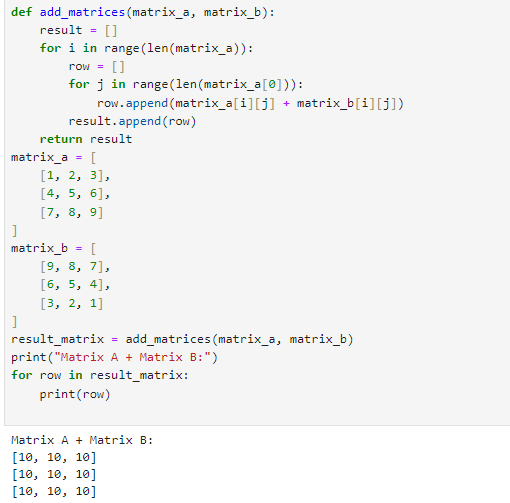 def add_matrices(matrix_a, matrix_b):
    result = []
    for i in range(len(matrix_a)):
        row = []
        for j in range(len(matrix_a[0])):
            row.append(matrix_a[i][j] + matrix_b[i][j])
        result.append(row)
    return result
matrix_a = [
    [1, 2, 3],
    [4, 5, 6],
    [7, 8, 9]
]
matrix_b = [
    [9, 8, 7],
    [6, 5, 4],
    [3, 2, 1]
]
result_matrix = add_matrices(matrix_a, matrix_b)
print("Matrix A + Matrix B:")
for row in result_matrix:
    print(row)
Matrix A + Matrix B:
[10, 10, 10]
[10, 10, 10]
[10, 10, 10]